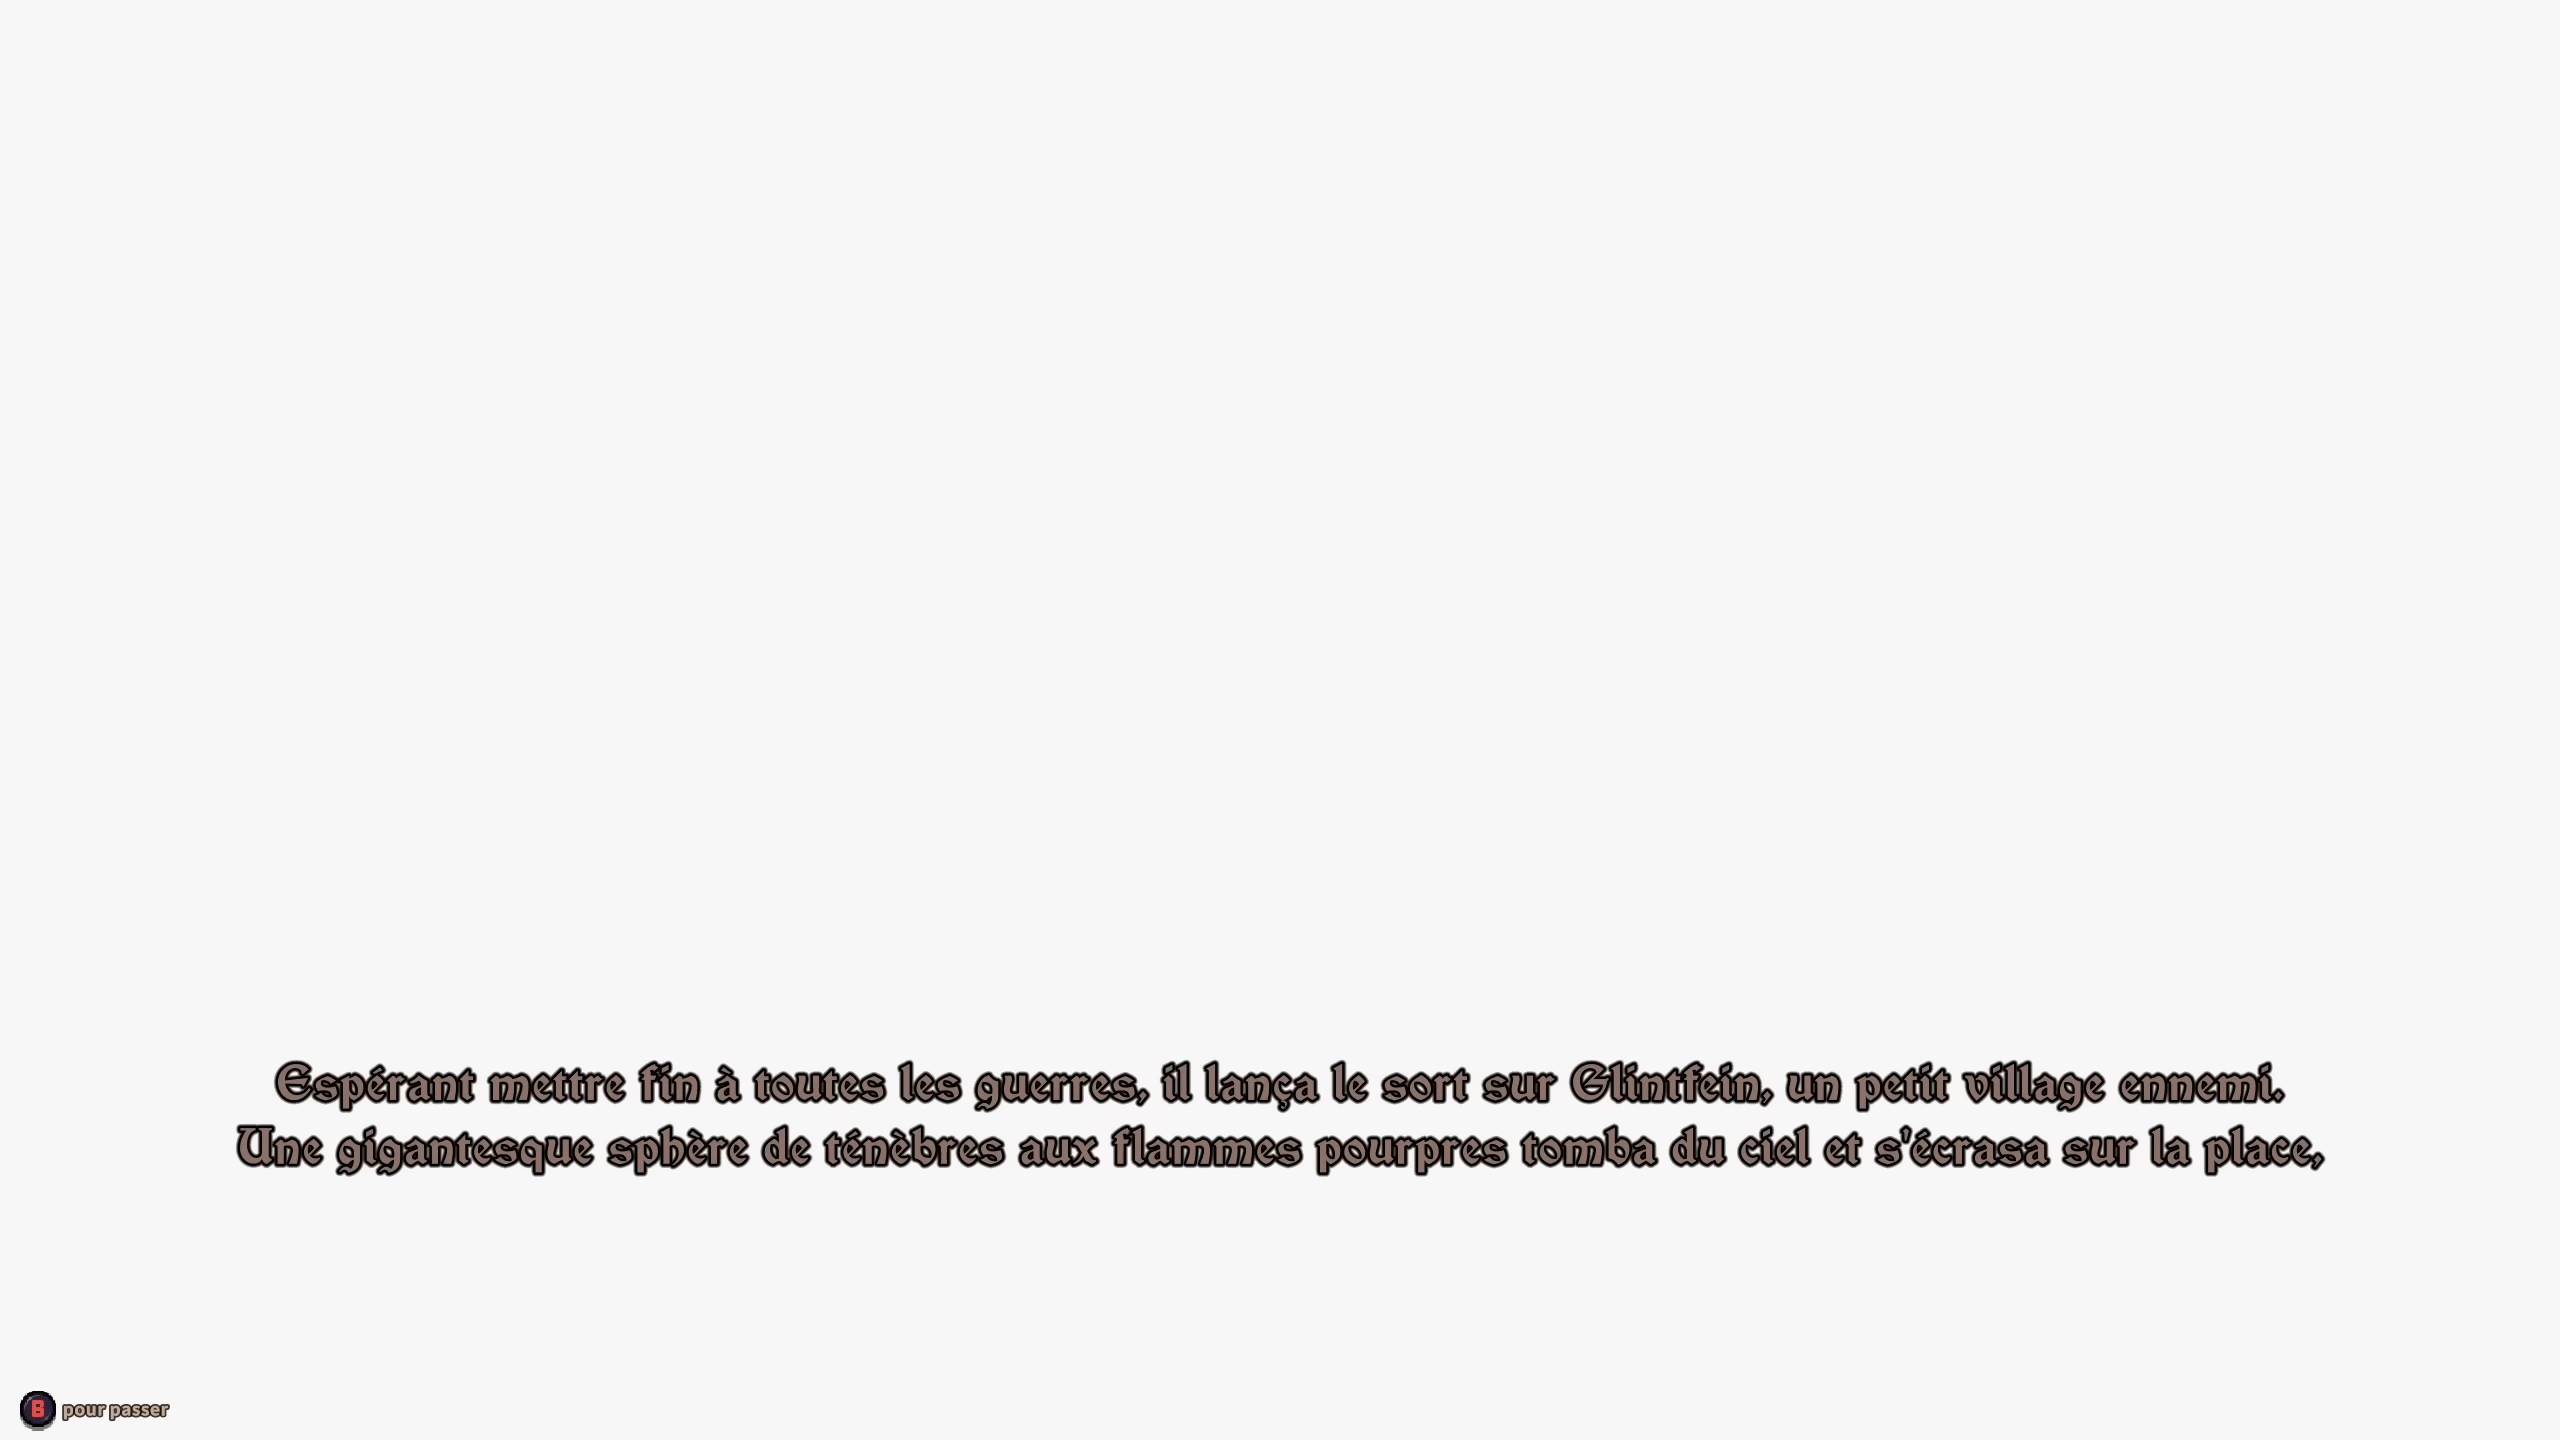 Espérant mettre fin à toutes les guerres, il lança le sort sur Glintfein, un petit village ennemi.
Une gigantesque sphère de ténèbres aux flammes pourpres tomba du ciel et s'écrasa sur la place,
B pour passer